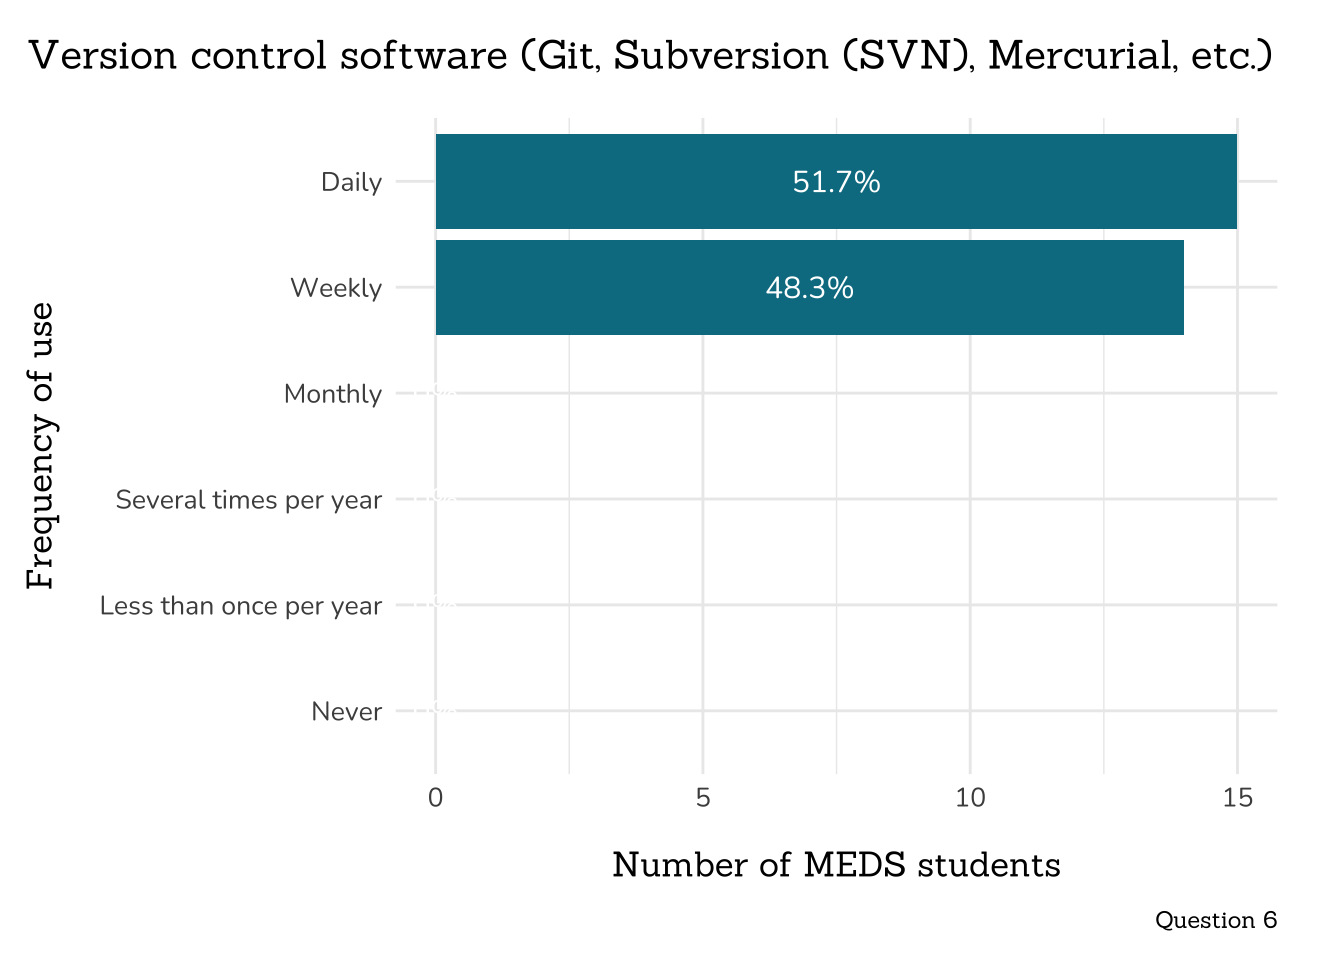 Version control software (Git, Subversion (SVN), Mercurial, etc.)
Frequency of use
Daily
51.7%
Weekly
48.3%
Monthly
Several times per year
Less than once per year
Never
0
5
10
15
Number of MEDS students
Question 6